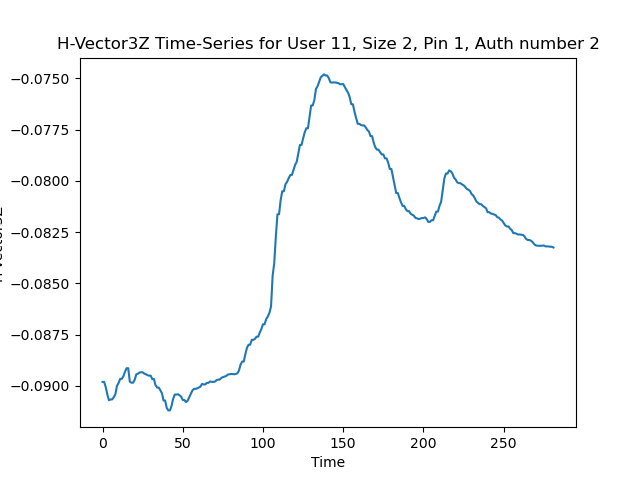 H-Vector3Z Time-Series for User 11, Size 2, Pin 1, Auth number 2
−0.0750
−0.0775
−0.0800
−0.0825
−0.0850
−0.0875
−0.0900
0 50 100 150 200 250
Time